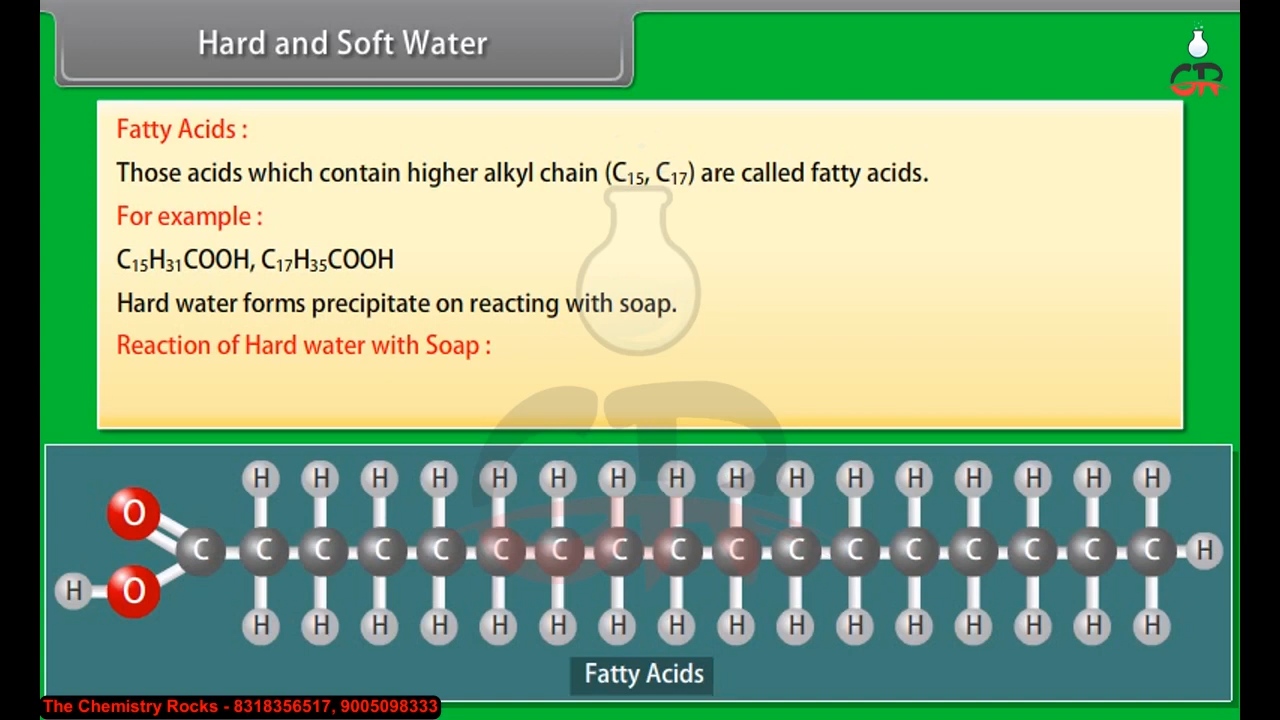 Hard and Soft Water
Fatty Acids :
Those acids which contain higher alkyl chain (C₁₅, C₁₇) are called fatty acids.
For example :
C₁₅H₃₁COOH, C₁₇H₃₅COOH
Hard water forms precipitate on reacting with soap.
Reaction of Hard water with Soap :
H H H H H H H H H H H H H H H H
O
C C C C C C C C C C C C C C C C C H
H O
H H H H H H H H H H H H H H H H
Fatty Acids
The Chemistry Rocks - 8318356517, 9005098333